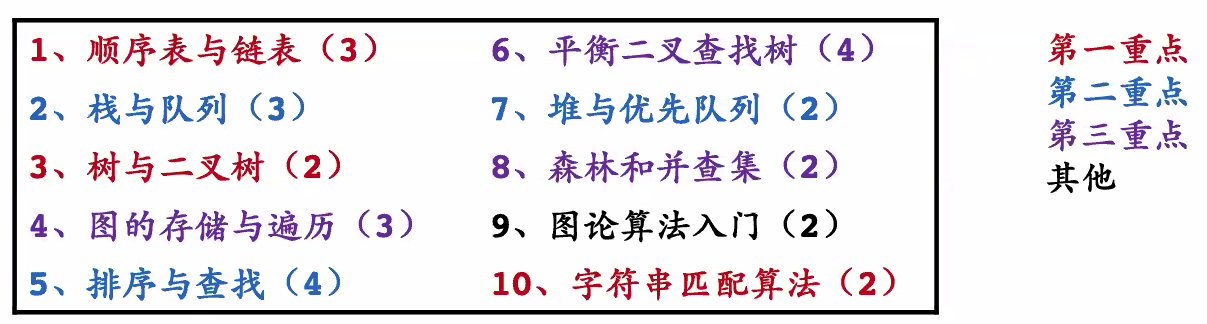 1、顺序表与链表（3）
2、栈与队列（3）
3、树与二叉树（2）
4、图的存储与遍历（3）
5、排序与查找（4）
6、平衡二叉查找树（4）
7、堆与优先队列（2）
8、森林和并查集（2）
9、图论算法入门（2）
10、字符串匹配算法（2）
第一重点
第二重点
第三重点
其他